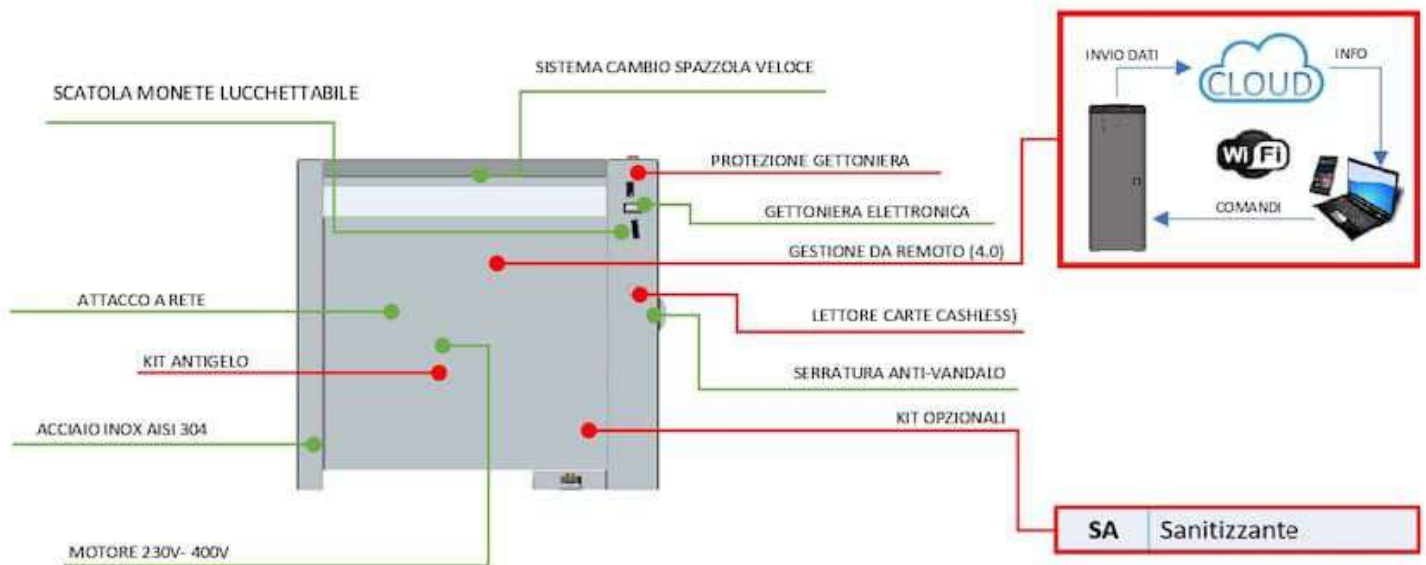 SISTEMA CAMBIO SPAZZOLA VELOCE
SCATOLA MONETE LUCCHETTABILE
PROTEZIONE GETTONIERA
GETTONIERA ELETTRONICA
GESTIONE DA REMOTO (4.0)
ATTACCO A RETE
LETTORE CARTE CASHLESS)
KIT ANTIGELO
SERRATURA ANTI-VANDALO
ACCIAIO INOX AISI 304
KIT OPZIONALI
MOTORE 230V- 400V
INVIO DATI
CLOUD
INFO
WiFi
COMANDI
SA Sanitizzante